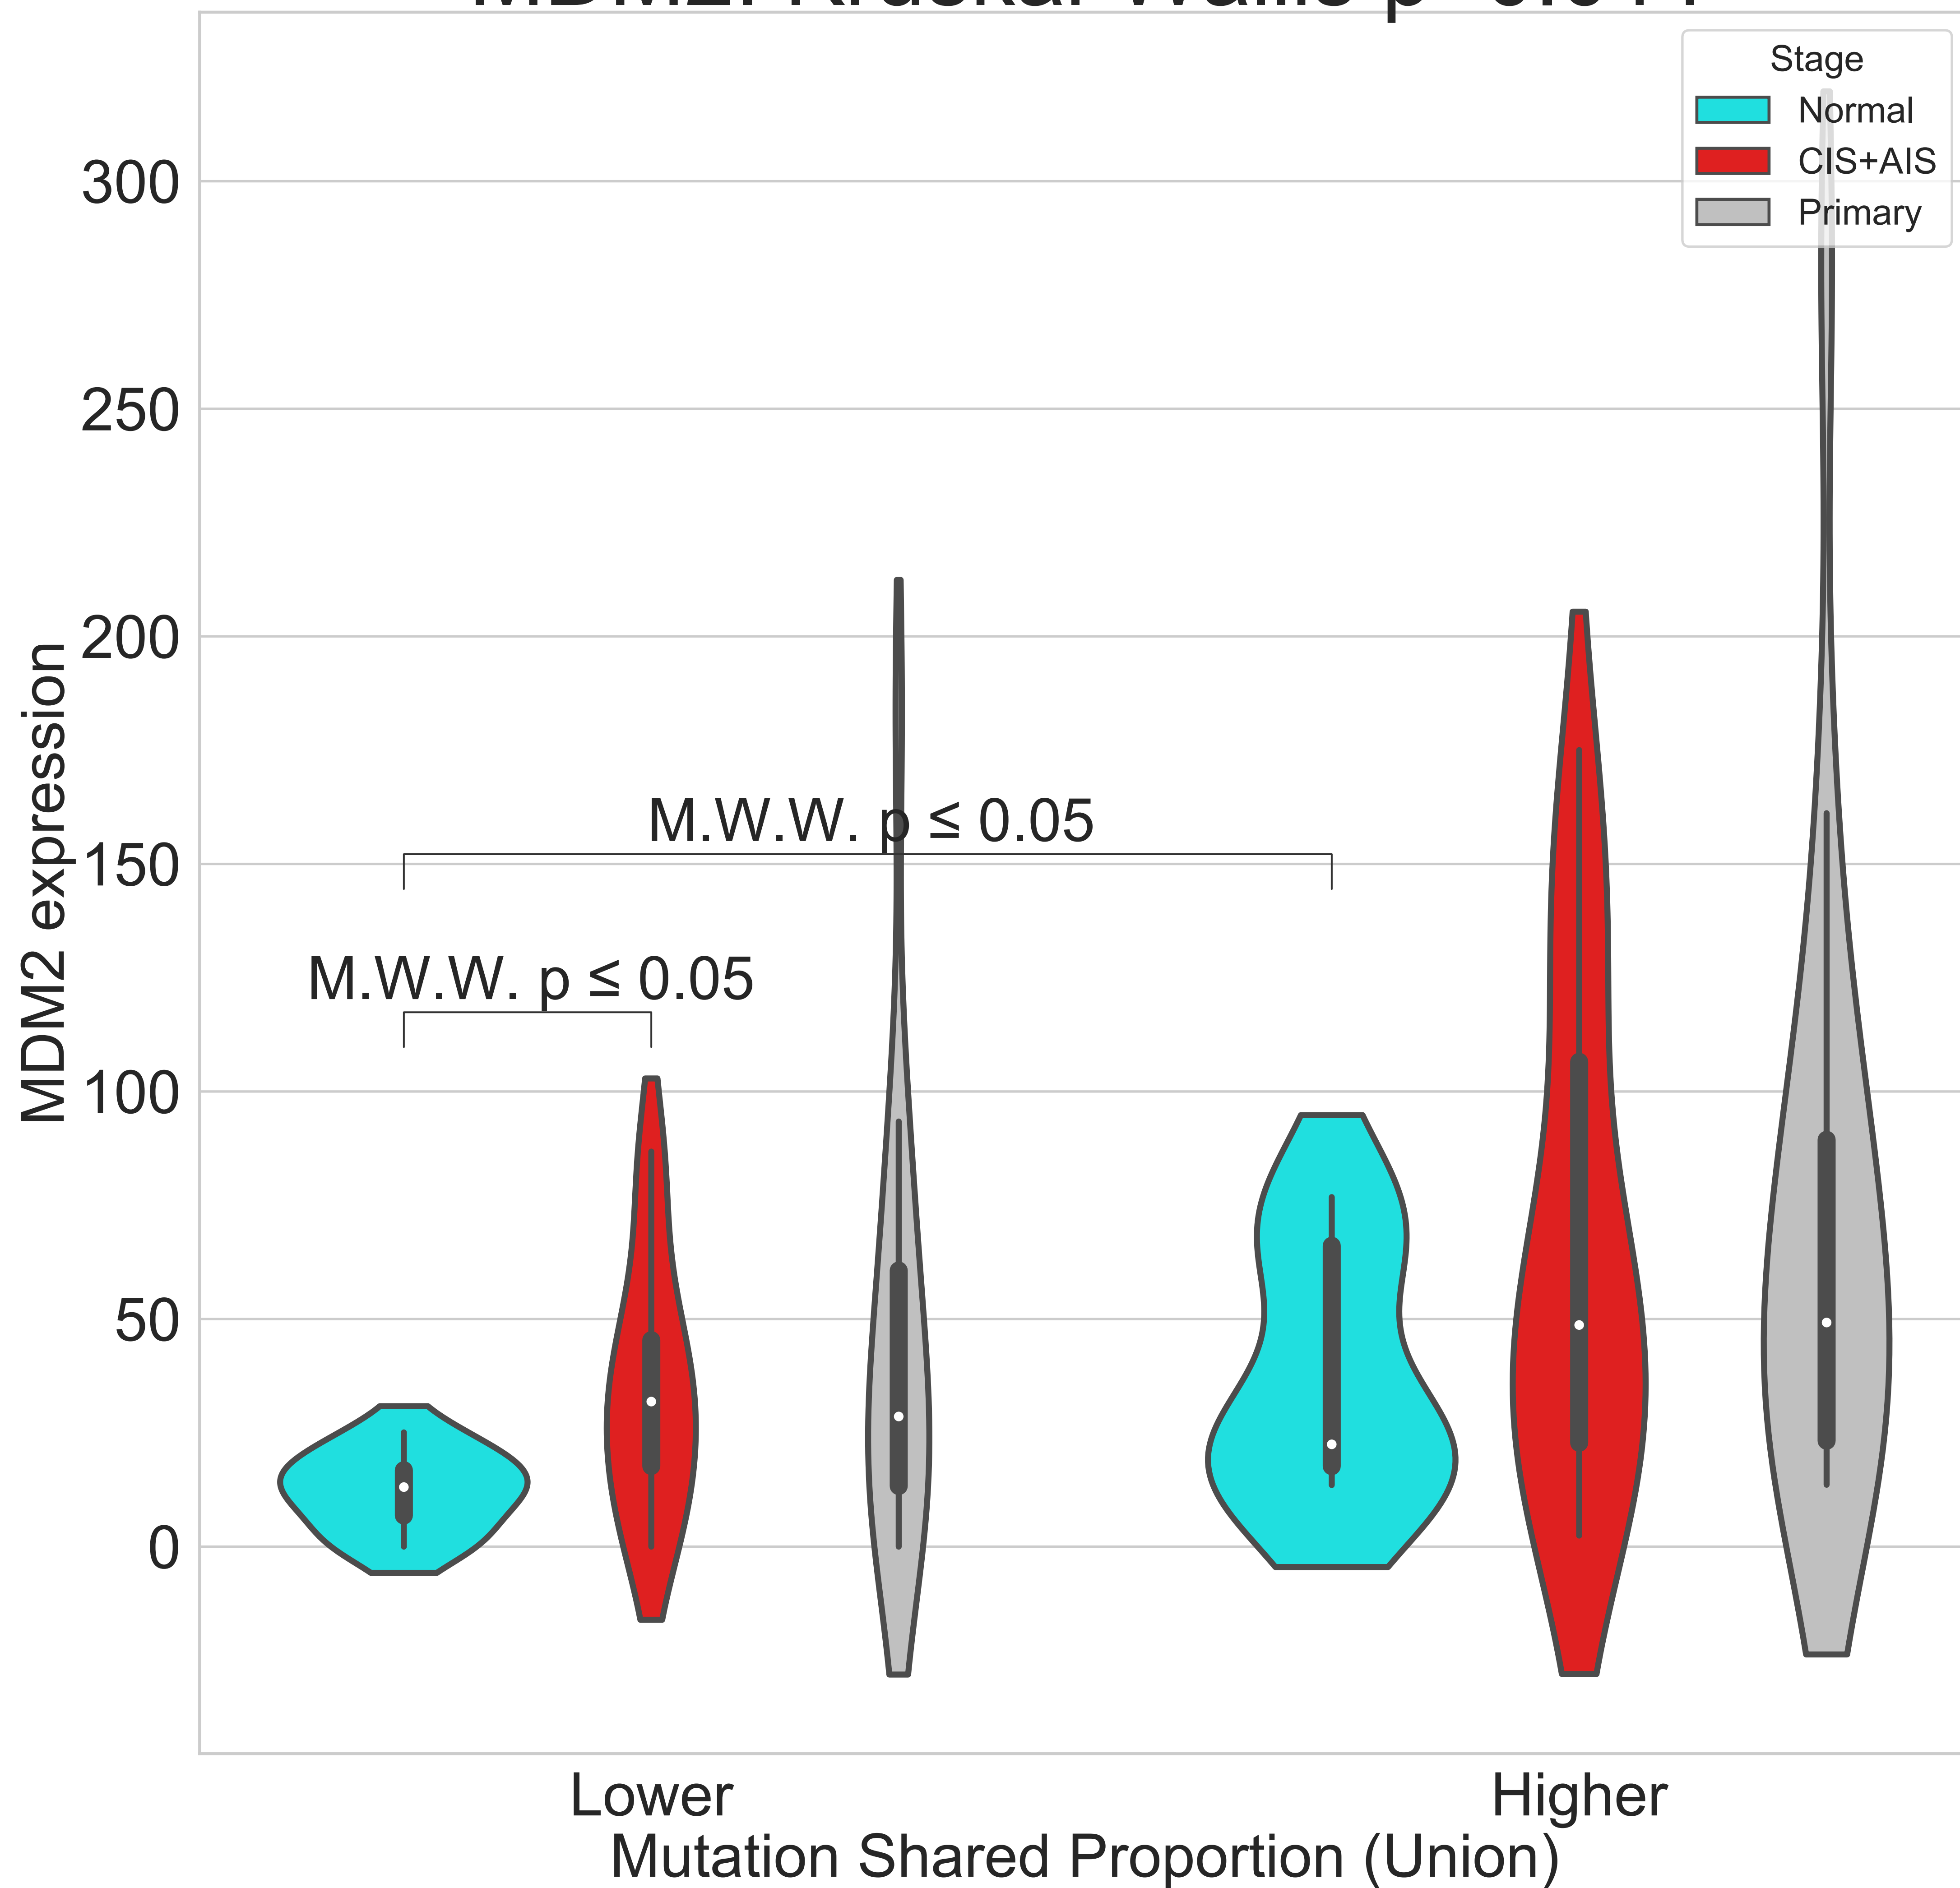 Stage
Normal
CIS+AIS
Primary
300
250
200
150
100
50
0
MDM2 expression
M.W.W. p ≤ 0.05
M.W.W. p ≤ 0.05
Lower
Higher
Mutation Shared Proportion (Union)